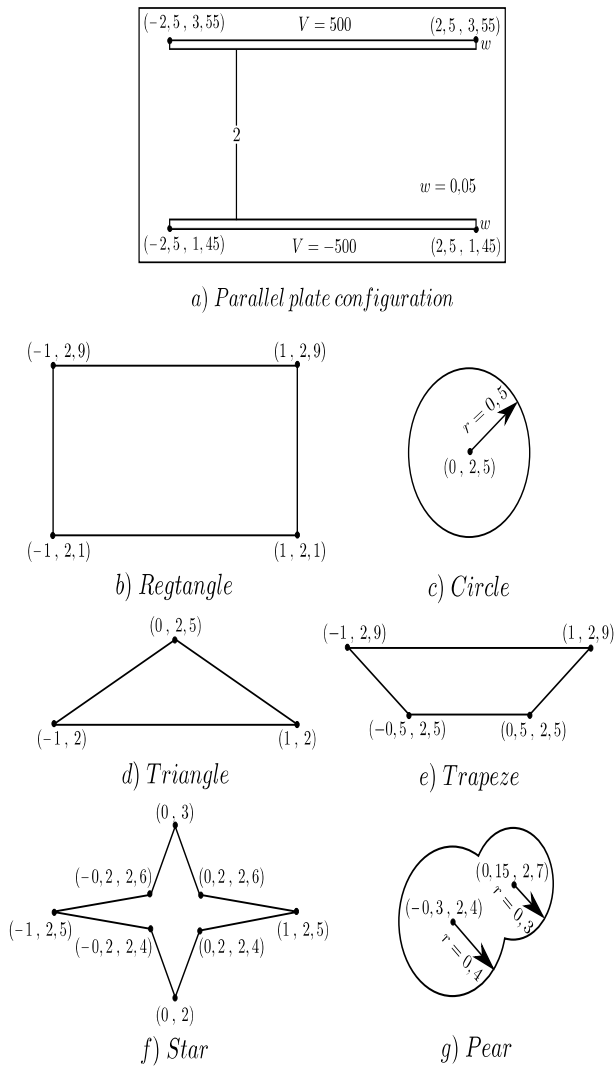 (−2,5 , 3,55) V = 500 (2,5 , 3,55)
w
2
w = 0,05
w
(−2,5 , 1,45) V = −500 (2,5 , 1,45)
a) Parallel plate configuration
(−1 , 2,9) (1 , 2,9)
(−1 , 2,1) (1 , 2,1)
b) Regtangle
r = 0,5
(0 , 2,5)
c) Circle
(0 , 2,5)
(−1 , 2) (1 , 2)
d) Triangle
(−1 , 2,9) (1 , 2,9)
(−0,5 , 2,5) (0,5 , 2,5)
e) Trapeze
(0 , 3)
(−0,2 , 2,6) (0,2 , 2,6)
(−1 , 2,5) (1 , 2,5)
(−0,2 , 2,4) (0,2 , 2,4)
(0 , 2)
f) Star
(0,15 , 2,7)
r = 0,3
(−0,3 , 2,4)
r = 0,4
g) Pear